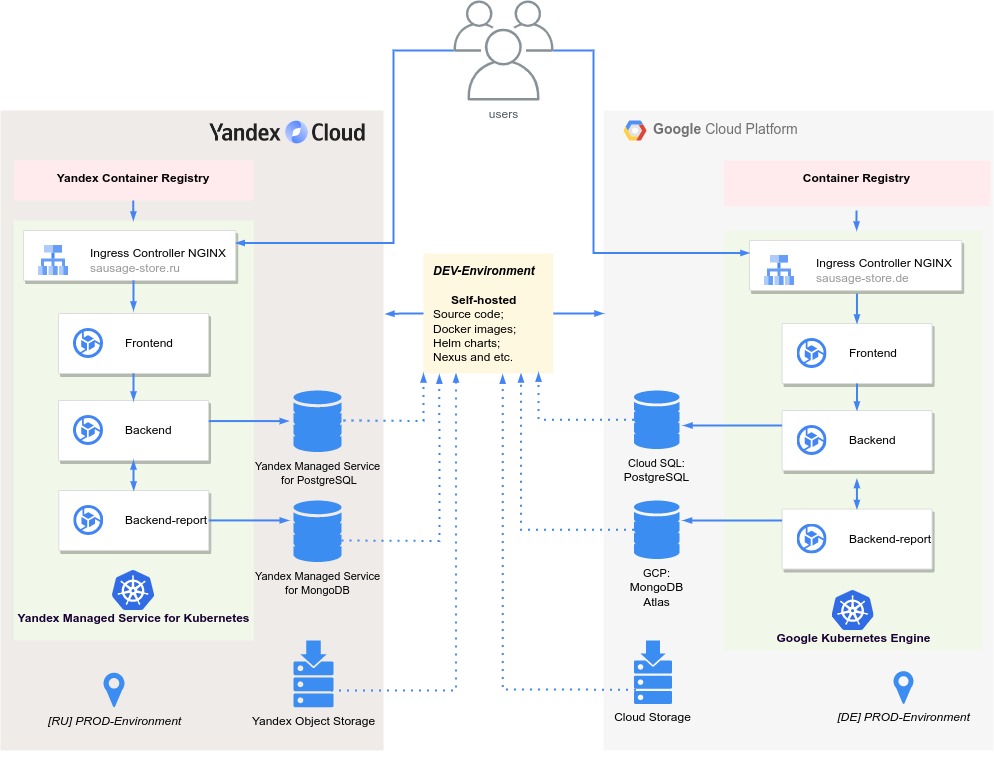 users
Yandex Cloud
Yandex Container Registry
Ingress Controller NGINX
sausage-store.ru
Frontend
Backend
Backend-report
Yandex Managed Service for Kubernetes
[RU] PROD-Environment
Yandex Managed Service
for PostgreSQL
Yandex Managed Service
for MongoDB
Yandex Object Storage
DEV-Environment
Self-hosted
Source code;
Docker images;
Helm charts;
Nexus and etc.
Google Cloud Platform
Container Registry
Ingress Controller NGINX
sausage-store.de
Frontend
Backend
Backend-report
Google Kubernetes Engine
Cloud SQL:
PostgreSQL
GCP:
MongoDB
Atlas
Cloud Storage
[DE] PROD-Environment